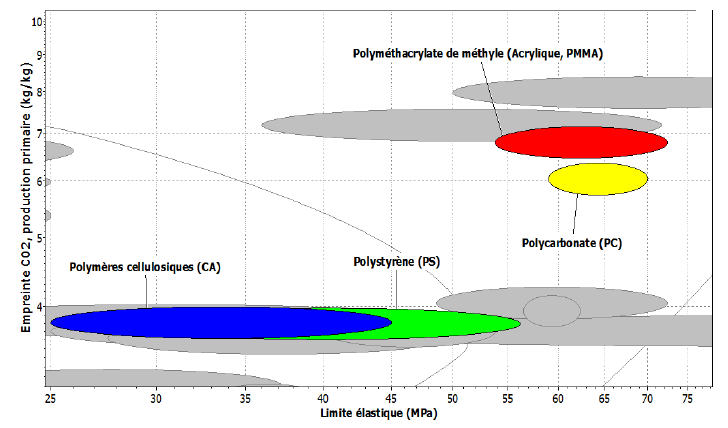 10
9
8
7
6
5
4
Empreinte CO2, production primaire (kg/kg)
Polyméthacrylate de méthyle (Acrylique, PMMA)
Polycarbonate (PC)
Polystyrène (PS)
Polymères cellulosiques (CA)
25 30 35 40 45 50 55 60 65 70 75
Limite élastique (MPa)